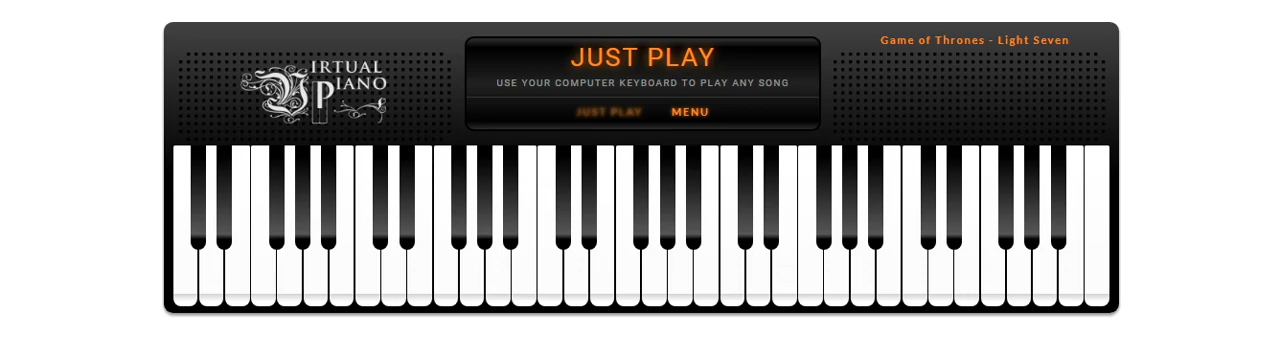 VIRTUAL
PIANO
JUST PLAY
USE YOUR COMPUTER KEYBOARD TO PLAY ANY SONG
JUST PLAY
MENU
Game of Thrones - Light Seven